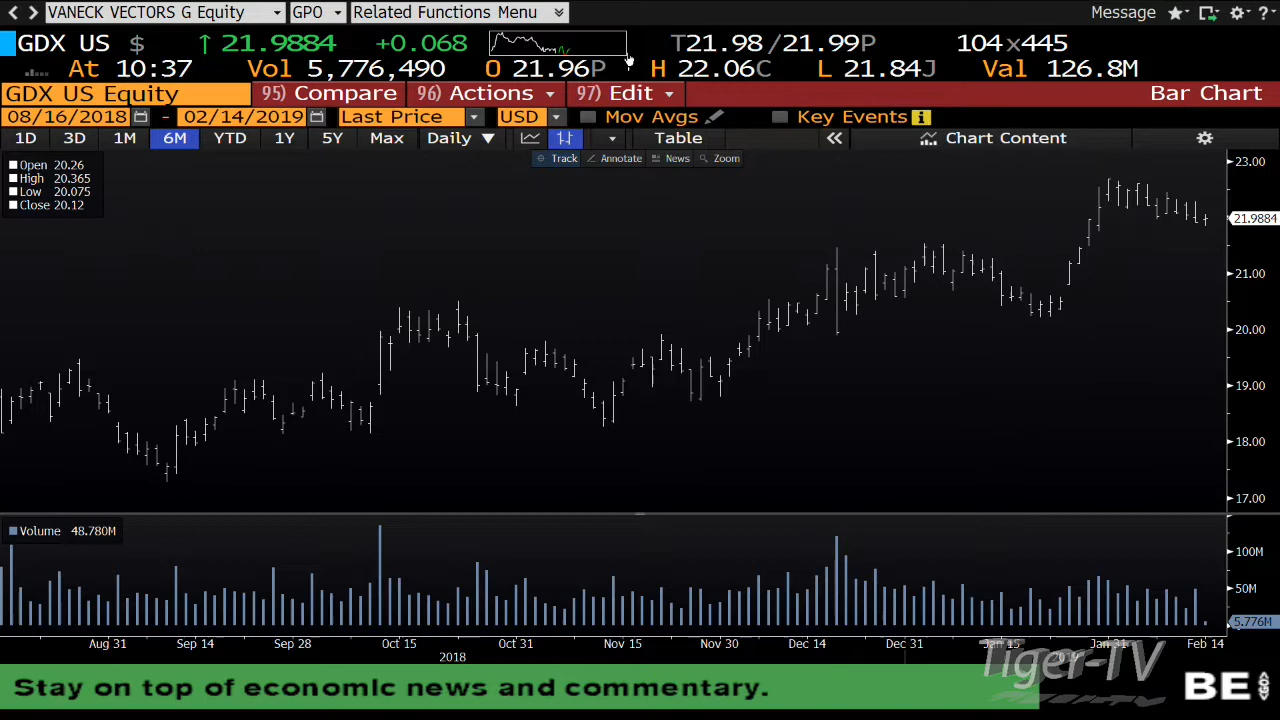 VANECK VECTORS G Equity GPO Related Functions Menu Message
GDX US $ ↑ 21.9884 +0.068 T21.98 /21.99P 104x445
At 10:37 Vol 5,776,490 O 21.96P H 22.06C L 21.84J Val 126.8M
GDX US Equity 95) Compare 96) Actions 97) Edit Bar Chart
08/16/2018 - 02/14/2019 Last Price USD Mov Avgs Key Events
1D 3D 1M 6M YTD 1Y 5Y Max Daily ▼ Table « Chart Content
Track Annotate News Zoom
Open 20.26
High 20.365
Low 20.075
Close 20.12
23.00
21.9884
21.00
20.00
19.00
18.00
17.00
Volume 48.780M
100M
50M
5.776M
0
Aug 31 Sep 14 Sep 28 Oct 15 Oct 31 Nov 15 Nov 30 Dec 14 Dec 31 Jan 15 Jan 31 Feb 14
2018 2019
Tiger-TV
Stay on top of economic news and commentary.
BE